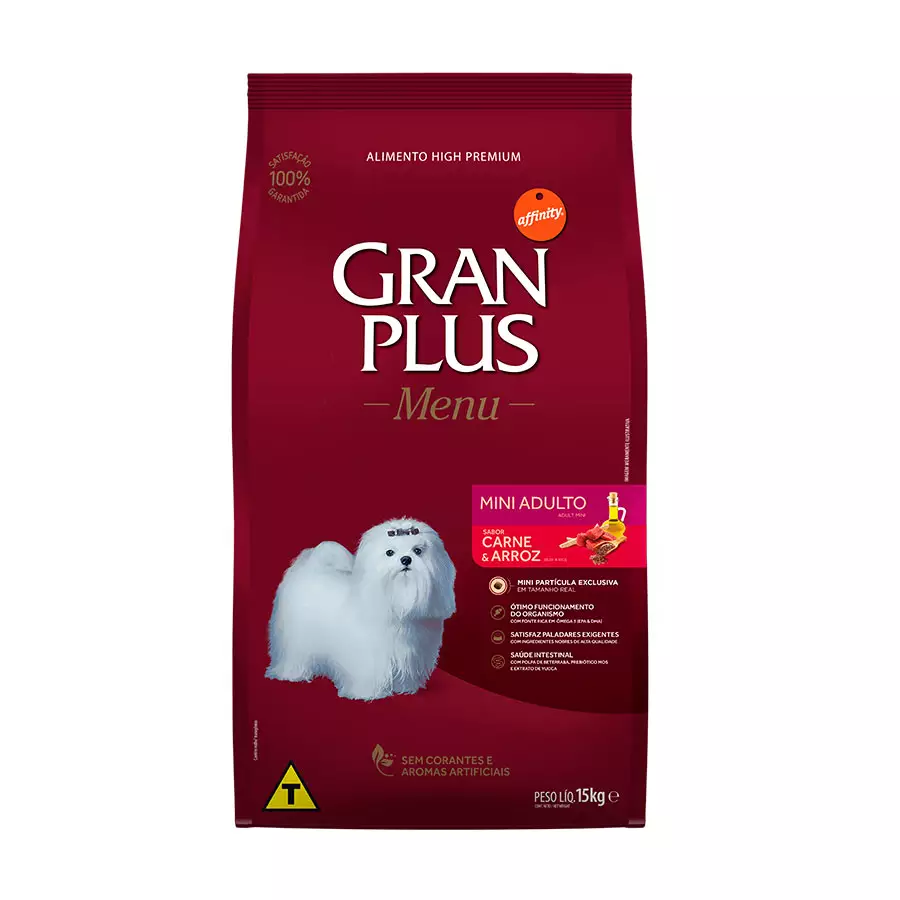 ALIMENTO HIGH PREMIUM
SATISFAÇÃO
100%
GARANTIDA
affinity
GRAN
PLUS
Menu
IMAGEM MERAMENTE ILUSTRATIVA
MINI ADULTO
ADULT MINI
SABOR
CARNE
& ARROZ
MINI PARTÍCULA EXCLUSIVA
EM TAMANHO REAL
ÓTIMO FUNCIONAMENTO
DO ORGANISMO
COM FONTE RICA EM ÔMEGA 3 (EPA & DHA)
SATISFAZ PALADARES EXIGENTES
COM INGREDIENTES NOBRES DE ALTA QUALIDADE
SAÚDE INTESTINAL
COM POLPA DE BETERRABA, PREBIÓTICO MOS
E EXTRATO DE YUCCA
SEM CORANTES E
AROMAS ARTIFICIAIS
T
PESO LÍQ. 15kg e